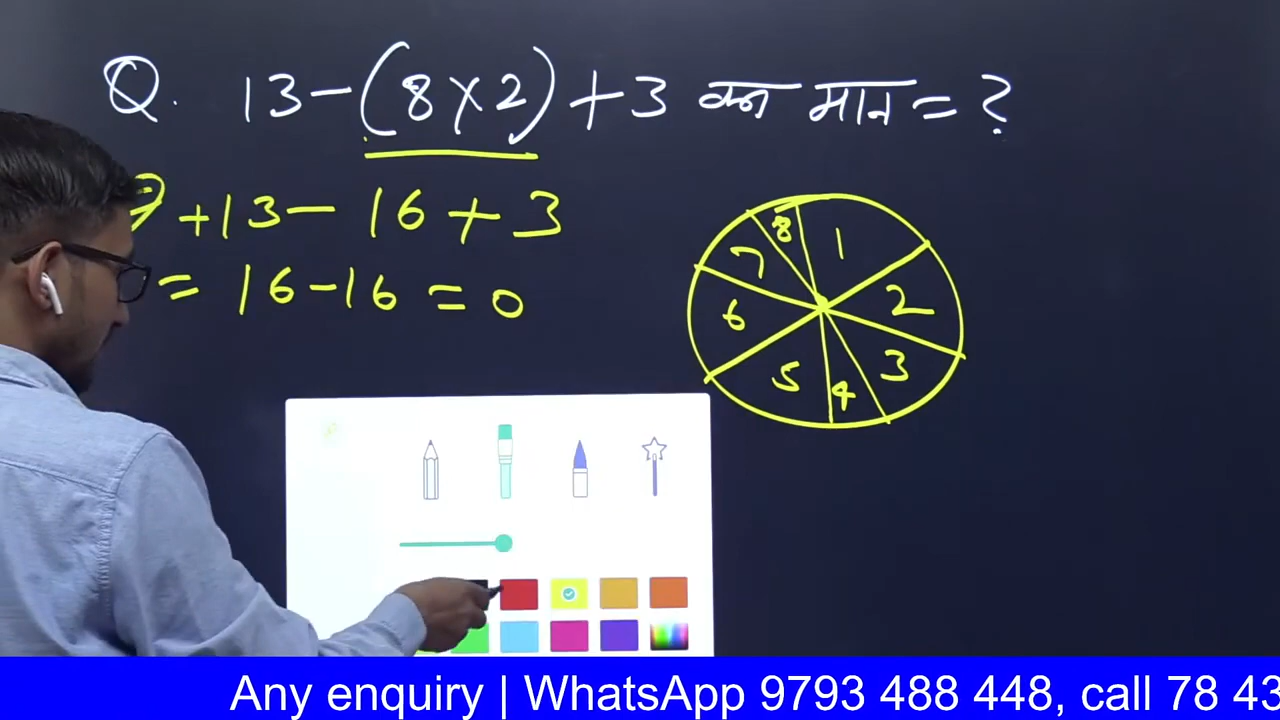 Q. 13-(8×2)+3 का मान = ?
+13-16+3
= 16-16 = 0
8 1
7 2
6 3
5 4
Any enquiry | WhatsApp 9793 488 448, call 78 43